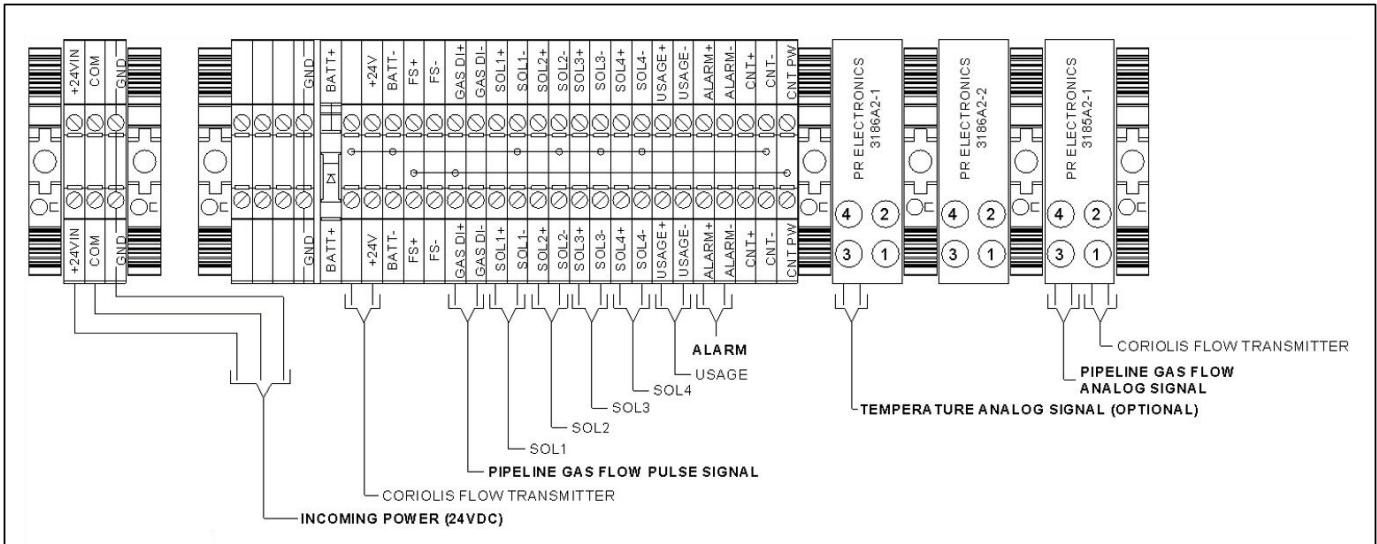 +24VIN
COM
GND
GND
BATT+
+24V
BATT-
FS+
FS-
GAS DI+
GAS DI-
SOL1+
SOL1-
SOL2+
SOL2-
SOL3+
SOL3-
SOL4+
SOL4-
USAGE+
USAGE-
ALARM+
ALARM-
CNT+
CNT-
CNT PW
PR ELECTRONICS
3186A2-1
PR ELECTRONICS
3186A2-2
PR ELECTRONICS
3185A2-1
4 2
3 1
4 2
3 1
4 2
3 1
+24VIN
COM
GND
GND
BATT+
+24V
BATT-
FS+
FS-
GAS DI+
GAS DI-
SOL1+
SOL1-
SOL2+
SOL2-
SOL3+
SOL3-
SOL4+
SOL4-
USAGE+
USAGE-
ALARM+
ALARM-
CNT+
CNT-
CNT PW
ALARM
CORIOLIS FLOW TRANSMITTER
USAGE
PIPELINE GAS FLOW
ANALOG SIGNAL
SOL4
SOL3
TEMPERATURE ANALOG SIGNAL (OPTIONAL)
SOL2
SOL1
PIPELINE GAS FLOW PULSE SIGNAL
CORIOLIS FLOW TRANSMITTER
INCOMING POWER (24VDC)